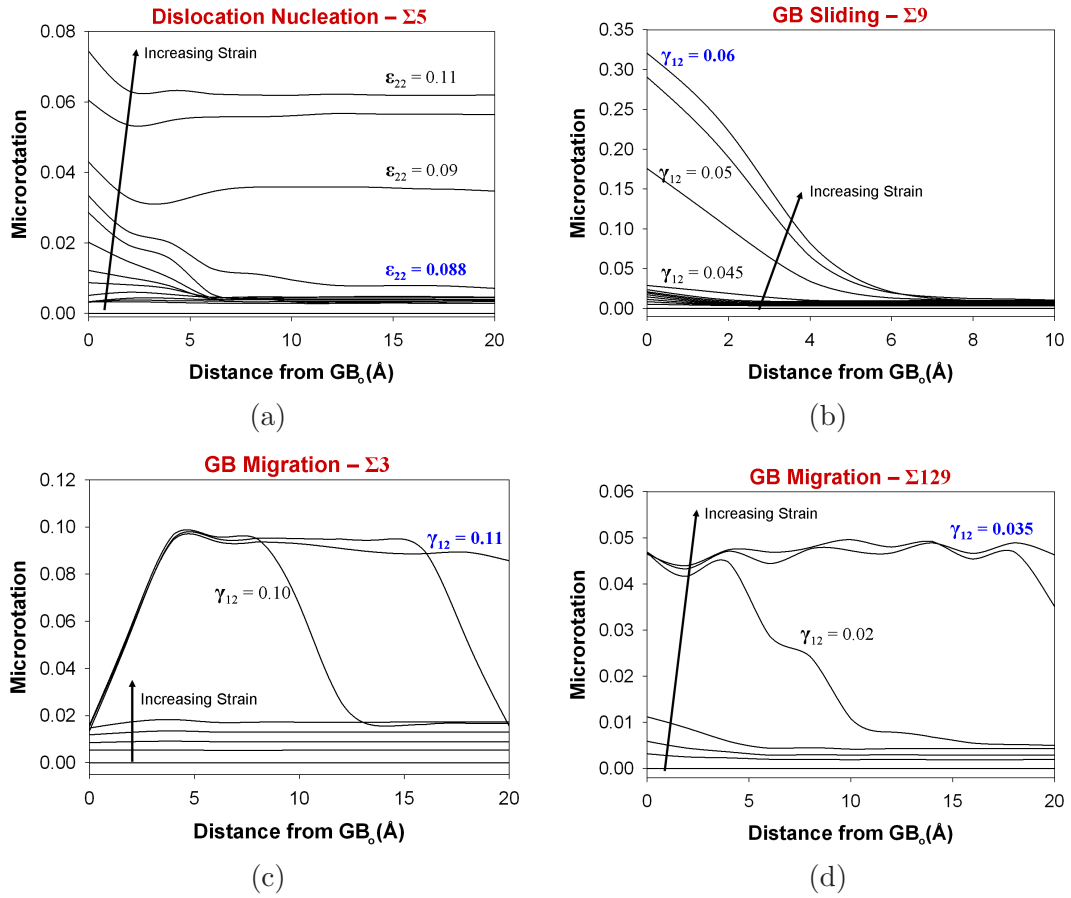 Dislocation Nucleation – Σ5
0.08
0.06
0.04
0.02
0.00
Microrotation
Increasing Strain
ε22 = 0.11
ε22 = 0.09
ε22 = 0.088
0 5 10 15 20
Distance from GBo(Å)
(a)
GB Sliding – Σ9
0.35
0.30
0.25
0.20
0.15
0.10
0.05
0.00
Microrotation
γ12 = 0.06
γ12 = 0.05
Increasing Strain
γ12 = 0.045
0 2 4 6 8 10
Distance from GBo(Å)
(b)
GB Migration – Σ3
0.12
0.10
0.08
0.06
0.04
0.02
0.00
Microrotation
γ12 = 0.11
γ12 = 0.10
Increasing Strain
0 5 10 15 20
Distance from GBo(Å)
(c)
GB Migration – Σ129
0.06
0.05
0.04
0.03
0.02
0.01
0.00
Microrotation
Increasing Strain
γ12 = 0.035
γ12 = 0.02
0 5 10 15 20
Distance from GBo(Å)
(d)